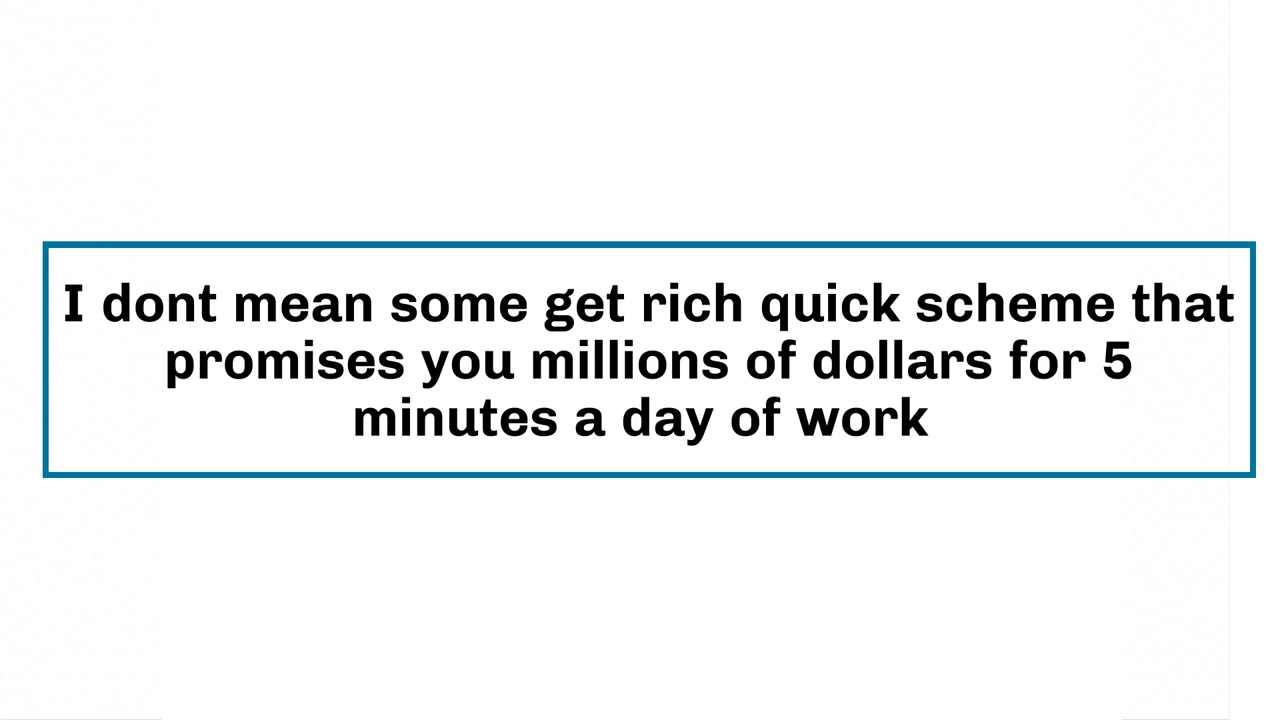 I dont mean some get rich quick scheme that
promises you millions of dollars for 5
minutes a day of work